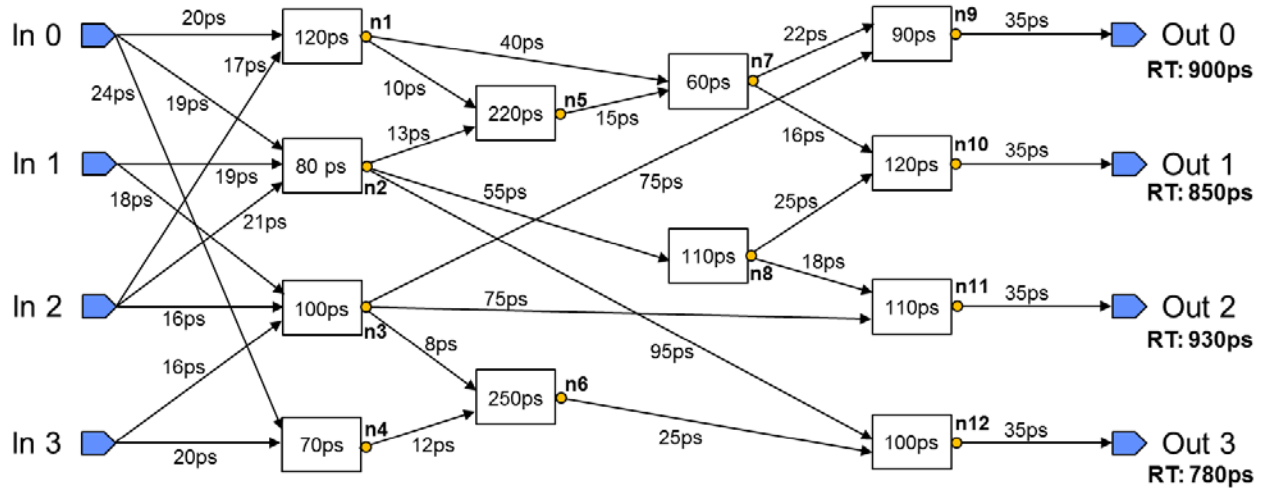 In 0
20ps
120ps
n1
40ps
60ps
n7
22ps
90ps
n9
35ps
Out 0
RT: 900ps
17ps
24ps
19ps
10ps
220ps
n5
15ps
16ps
In 1
19ps
80 ps
n2
13ps
75ps
120ps
n10
35ps
Out 1
RT: 850ps
18ps
21ps
55ps
25ps
110ps
n8
18ps
In 2
16ps
100ps
n3
75ps
110ps
n11
35ps
Out 2
RT: 930ps
16ps
8ps
95ps
250ps
n6
25ps
In 3
20ps
70ps
n4
12ps
100ps
n12
35ps
Out 3
RT: 780ps